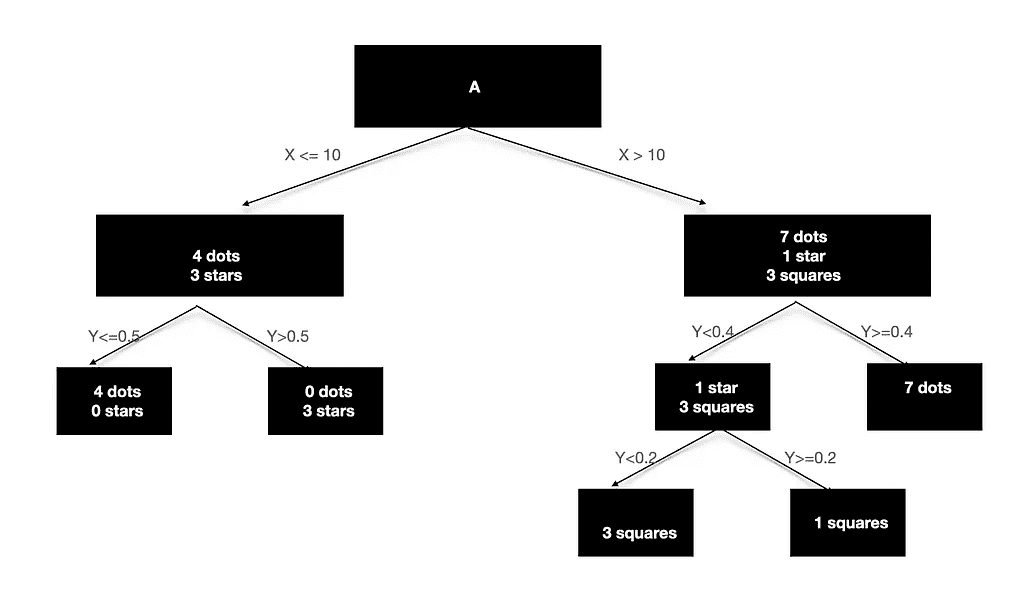 A
X <= 10
X > 10
4 dots
3 stars
7 dots
1 star
3 squares
Y<=0.5
Y>0.5
Y<0.4
Y>=0.4
4 dots
0 stars
0 dots
3 stars
1 star
3 squares
7 dots
Y<0.2
Y>=0.2
3 squares
1 squares